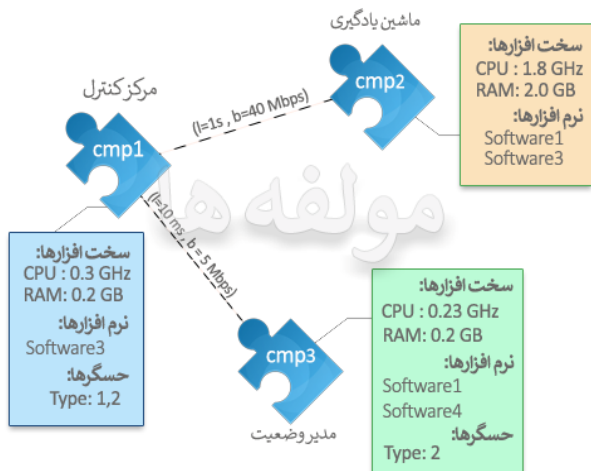 ماشین یادگیری
cmp2
سخت افزارها:
CPU : 1.8 GHz
RAM: 2.0 GB
نرم افزارها:
Software1
Software3
(l=1s , b=40 Mbps)
مرکز کنترل
cmp1
مولفه ها
(l=10 ms , b = 5 Mbps)
سخت افزارها:
CPU : 0.3 GHz
RAM: 0.2 GB
نرم افزارها:
Software3
حسگرها:
Type: 1,2
cmp3
مدیر وضعیت
سخت افزارها:
CPU : 0.23 GHz
RAM: 0.2 GB
نرم افزارها:
Software1
Software4
حسگرها:
Type: 2